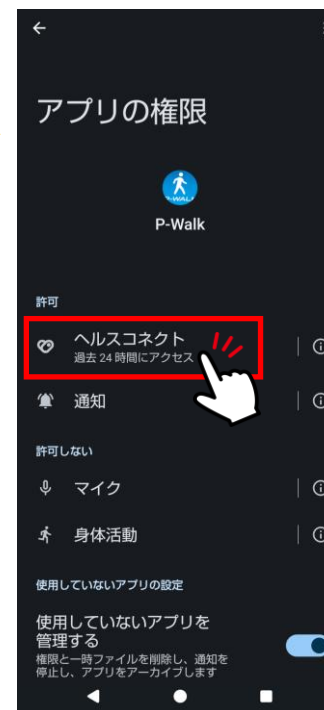 アプリの権限
P-WALK
P-Walk
許可
ヘルスコネクト
過去 24 時間にアクセス
通知
許可しない
マイク
身体活動
使用していないアプリの設定
使用していないアプリを
管理する
権限と一時ファイルを削除し、通知を
停止し、アプリをアーカイブします